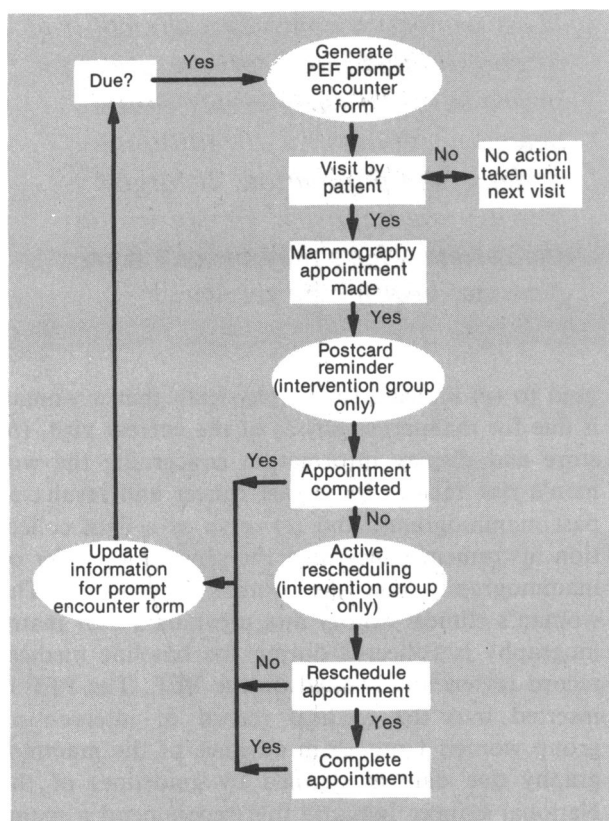 Due?
Yes
Generate
PEF prompt
encounter
form
Visit by
patient
No
No action
taken until
next visit
Yes
Mammography
appointment
made
Yes
Postcard
reminder
(intervention group
only)
Yes
Appointment
completed
No
Update
information
for prompt
encounter form
Active
rescheduling
(intervention group
only)
No
Reschedule
appointment
Yes
Yes
Complete
appointment